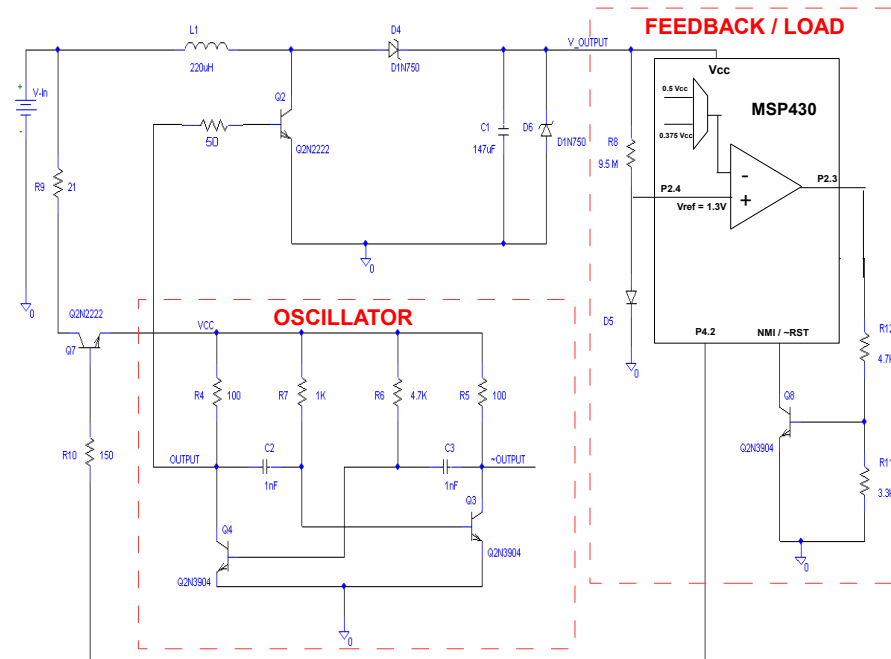 FEEDBACK / LOAD
L1
220uH
D4
D1N750
V_OUTPUT
V-In
+
-
Q2
Q2N2222
50
C1
147uF
D6
D1N750
R8
9.5 M
Vcc
0.5 Vcc
0.375 Vcc
MSP430
-
+
P2.4
Vref = 1.3V
P2.3
R9
21
0
0
D5
0
P4.2
NMI / ~RST
Q2N2222
Q7
OSCILLATOR
VCC
R4
100
R7
1K
R6
4.7K
R5
100
R10
150
OUTPUT
C2
1nF
C3
1nF
~OUTPUT
Q4
Q2N3904
Q3
Q2N3904
0
Q8
Q2N3904
0